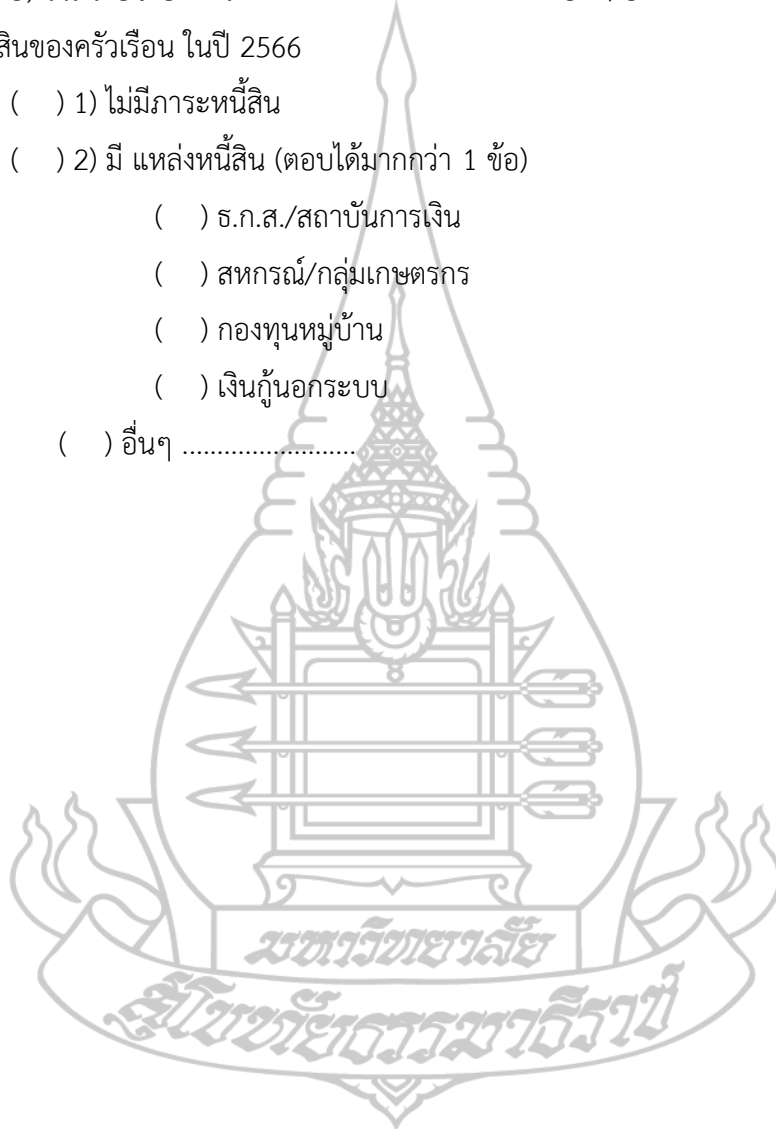 สินของครัวเรือน ในปี 2566
( ) 1) ไม่มีภาระหนี้สิน
( ) 2) มี แหล่งหนี้สิน (ตอบได้มากกว่า 1 ข้อ)
( ) ธ.ก.ส./สถาบันการเงิน
( ) สหกรณ์/กลุ่มเกษตรกร
( ) กองทุนหมู่บ้าน
( ) เงินกู้นอกระบบ
( ) อื่นๆ .........................
มหาวิทยาลัย
สุโขทัยธรรมาธิราช